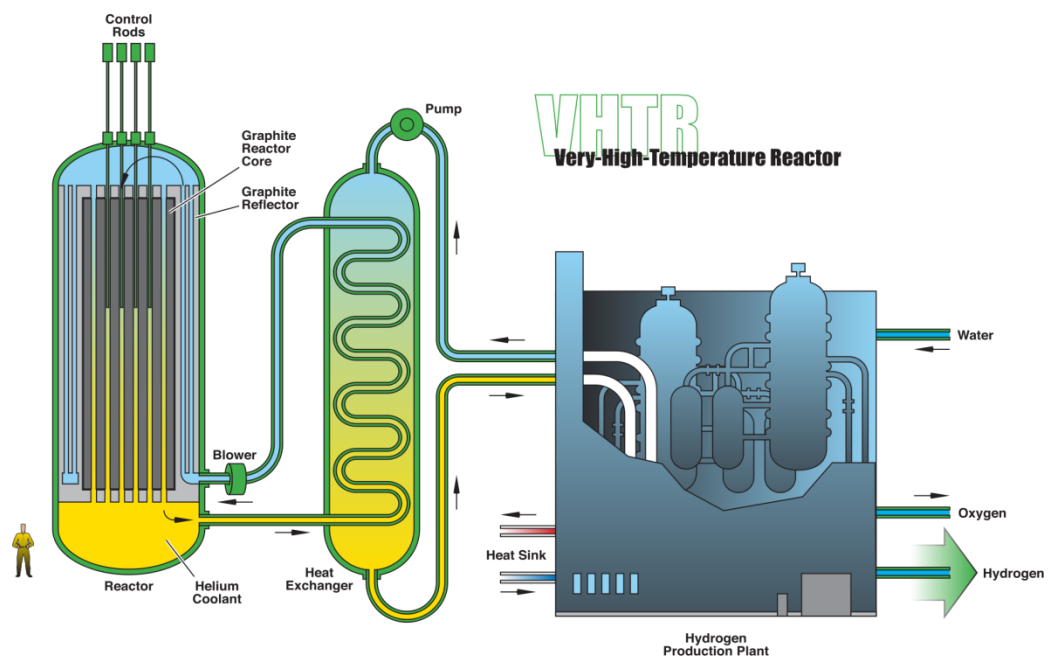 Control
Rods
Pump
VHTR
Very-High-Temperature Reactor
Graphite
Reactor
Core
Graphite
Reflector
Water
Blower
Oxygen
Heat Sink
Hydrogen
Reactor
Helium
Coolant
Heat
Exchanger
Hydrogen
Production Plant